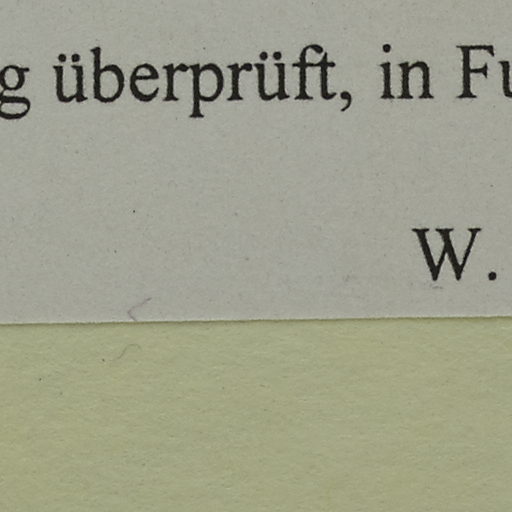 g überprüft, in Fu
W.